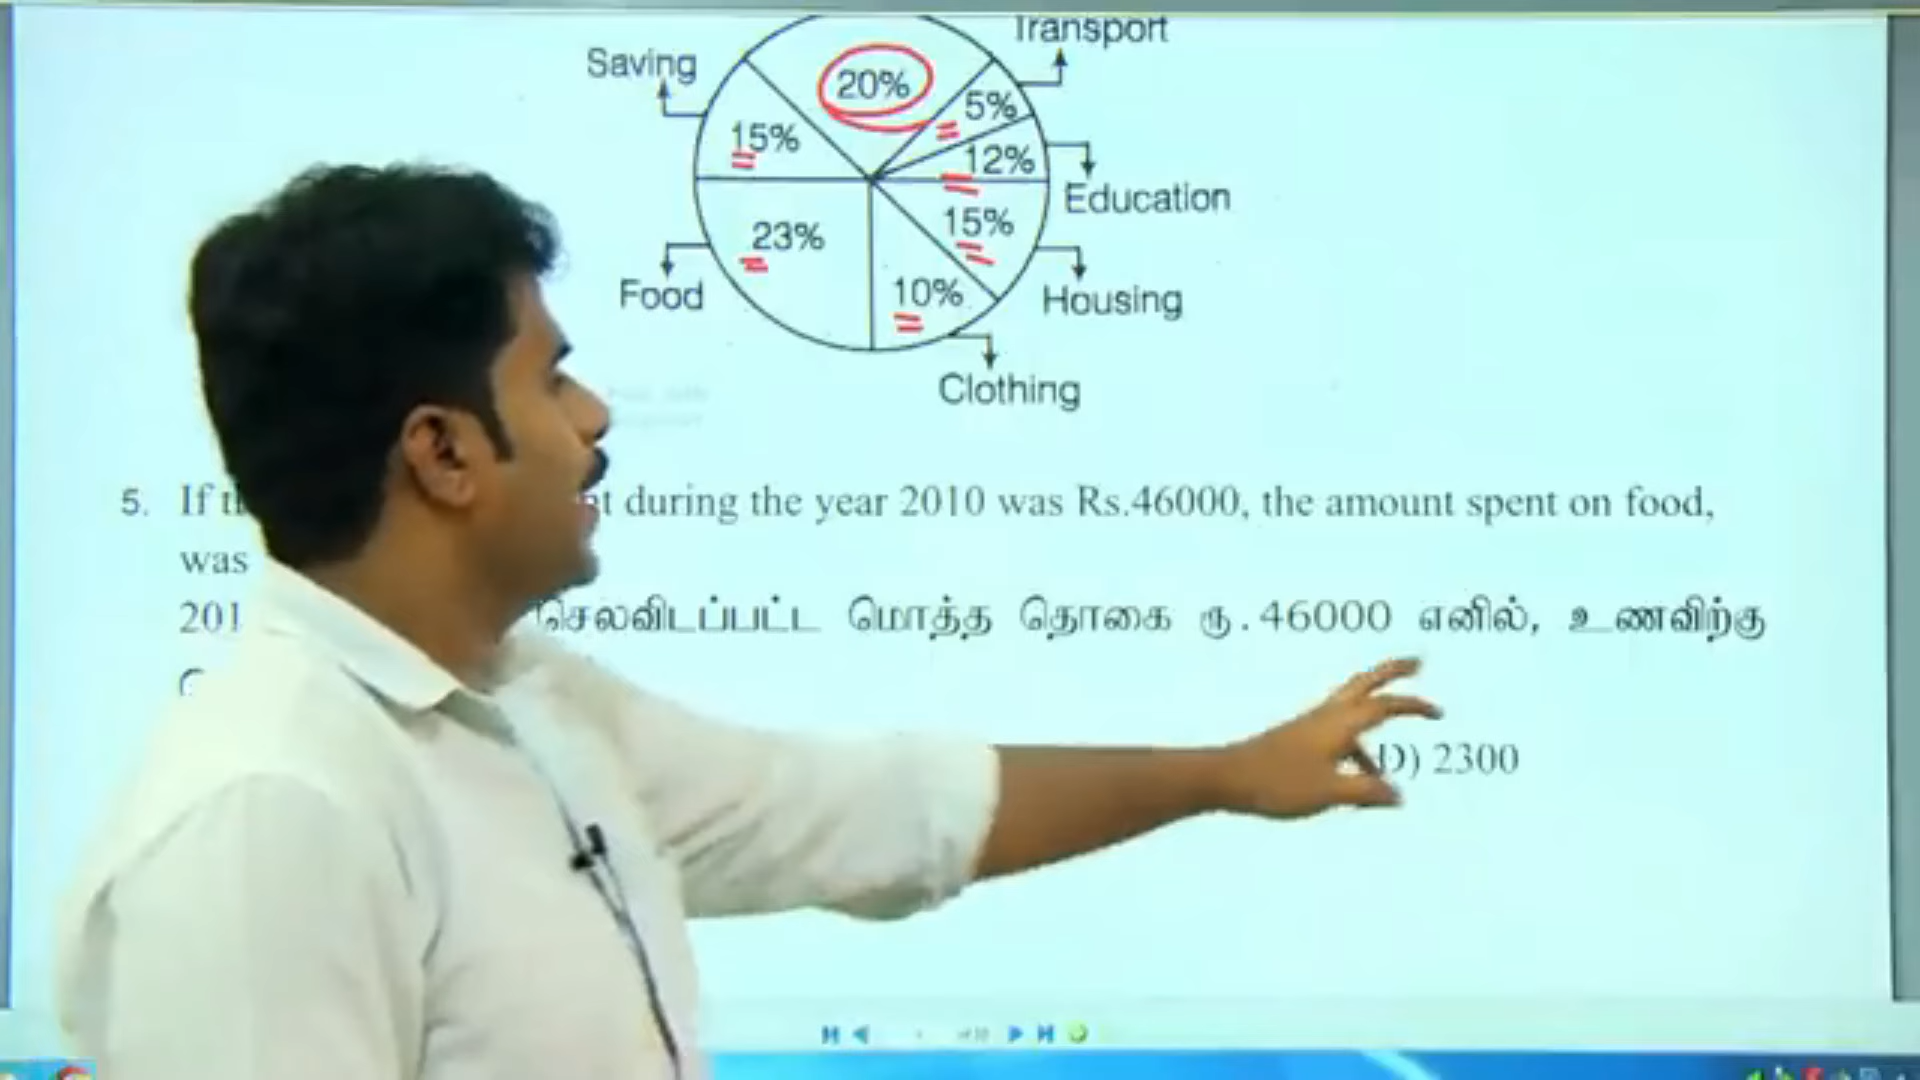 Transport
Saving
20%
5%
15%
12%
Education
23%
15%
Food
10%
Housing
Clothing
5. If during the year 2010 was Rs.46000, the amount spent on food,
was
செலவிடப்பட்ட மொத்த தொகை ரூ.46000 எனில், உணவிற்கு
D) 2300